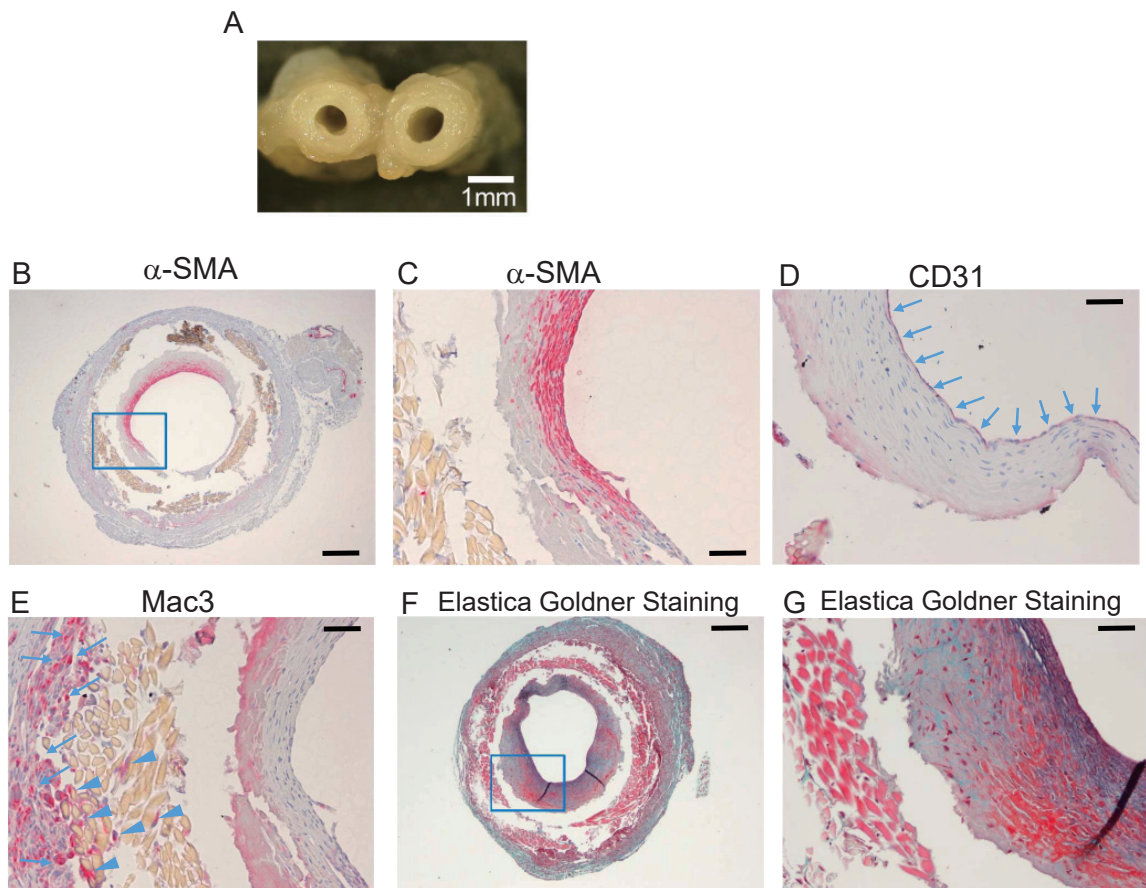 A
1mm
B
α-SMA
C
α-SMA
D
CD31
E
Mac3
F
Elastica Goldner Staining
G
Elastica Goldner Staining